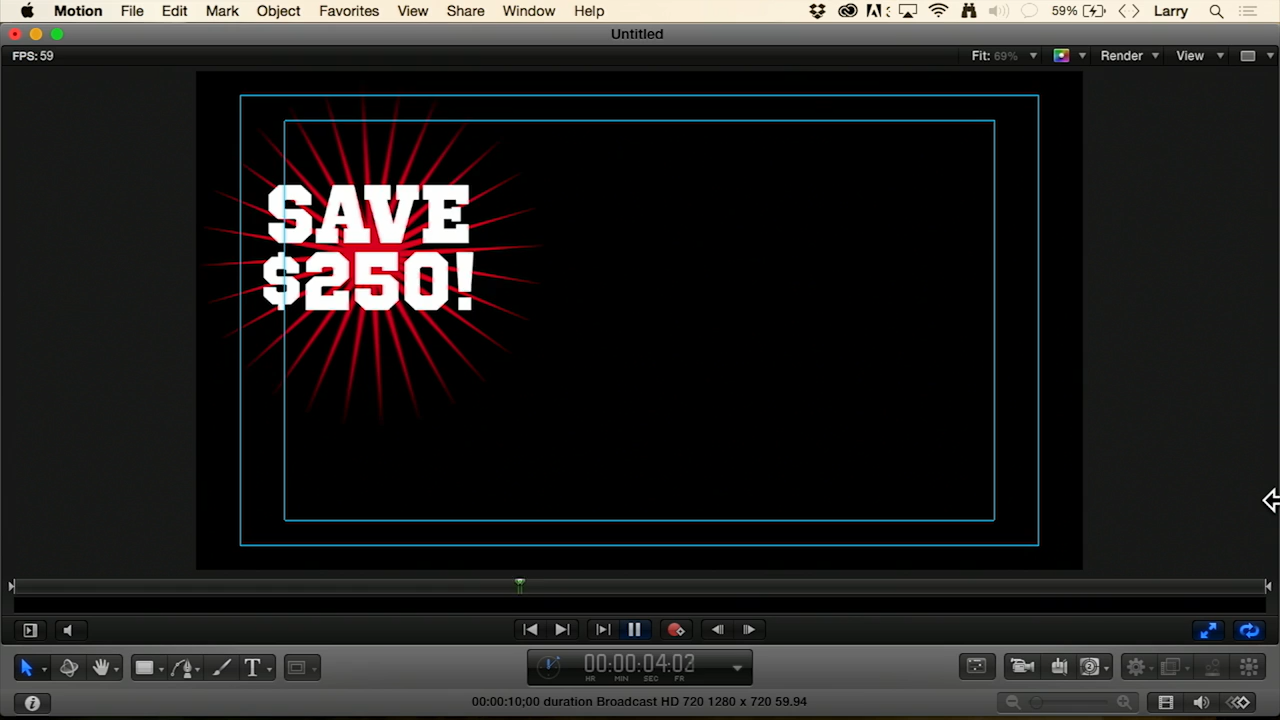 Motion File Edit Mark Object Favorites View Share Window Help 59% Larry
Untitled
FPS: 59 Fit: 69% Render View
SAVE
$250!
00:00:04:02
HR MIN SEC FR
00:00:10;00 duration Broadcast HD 720 1280 x 720 59.94